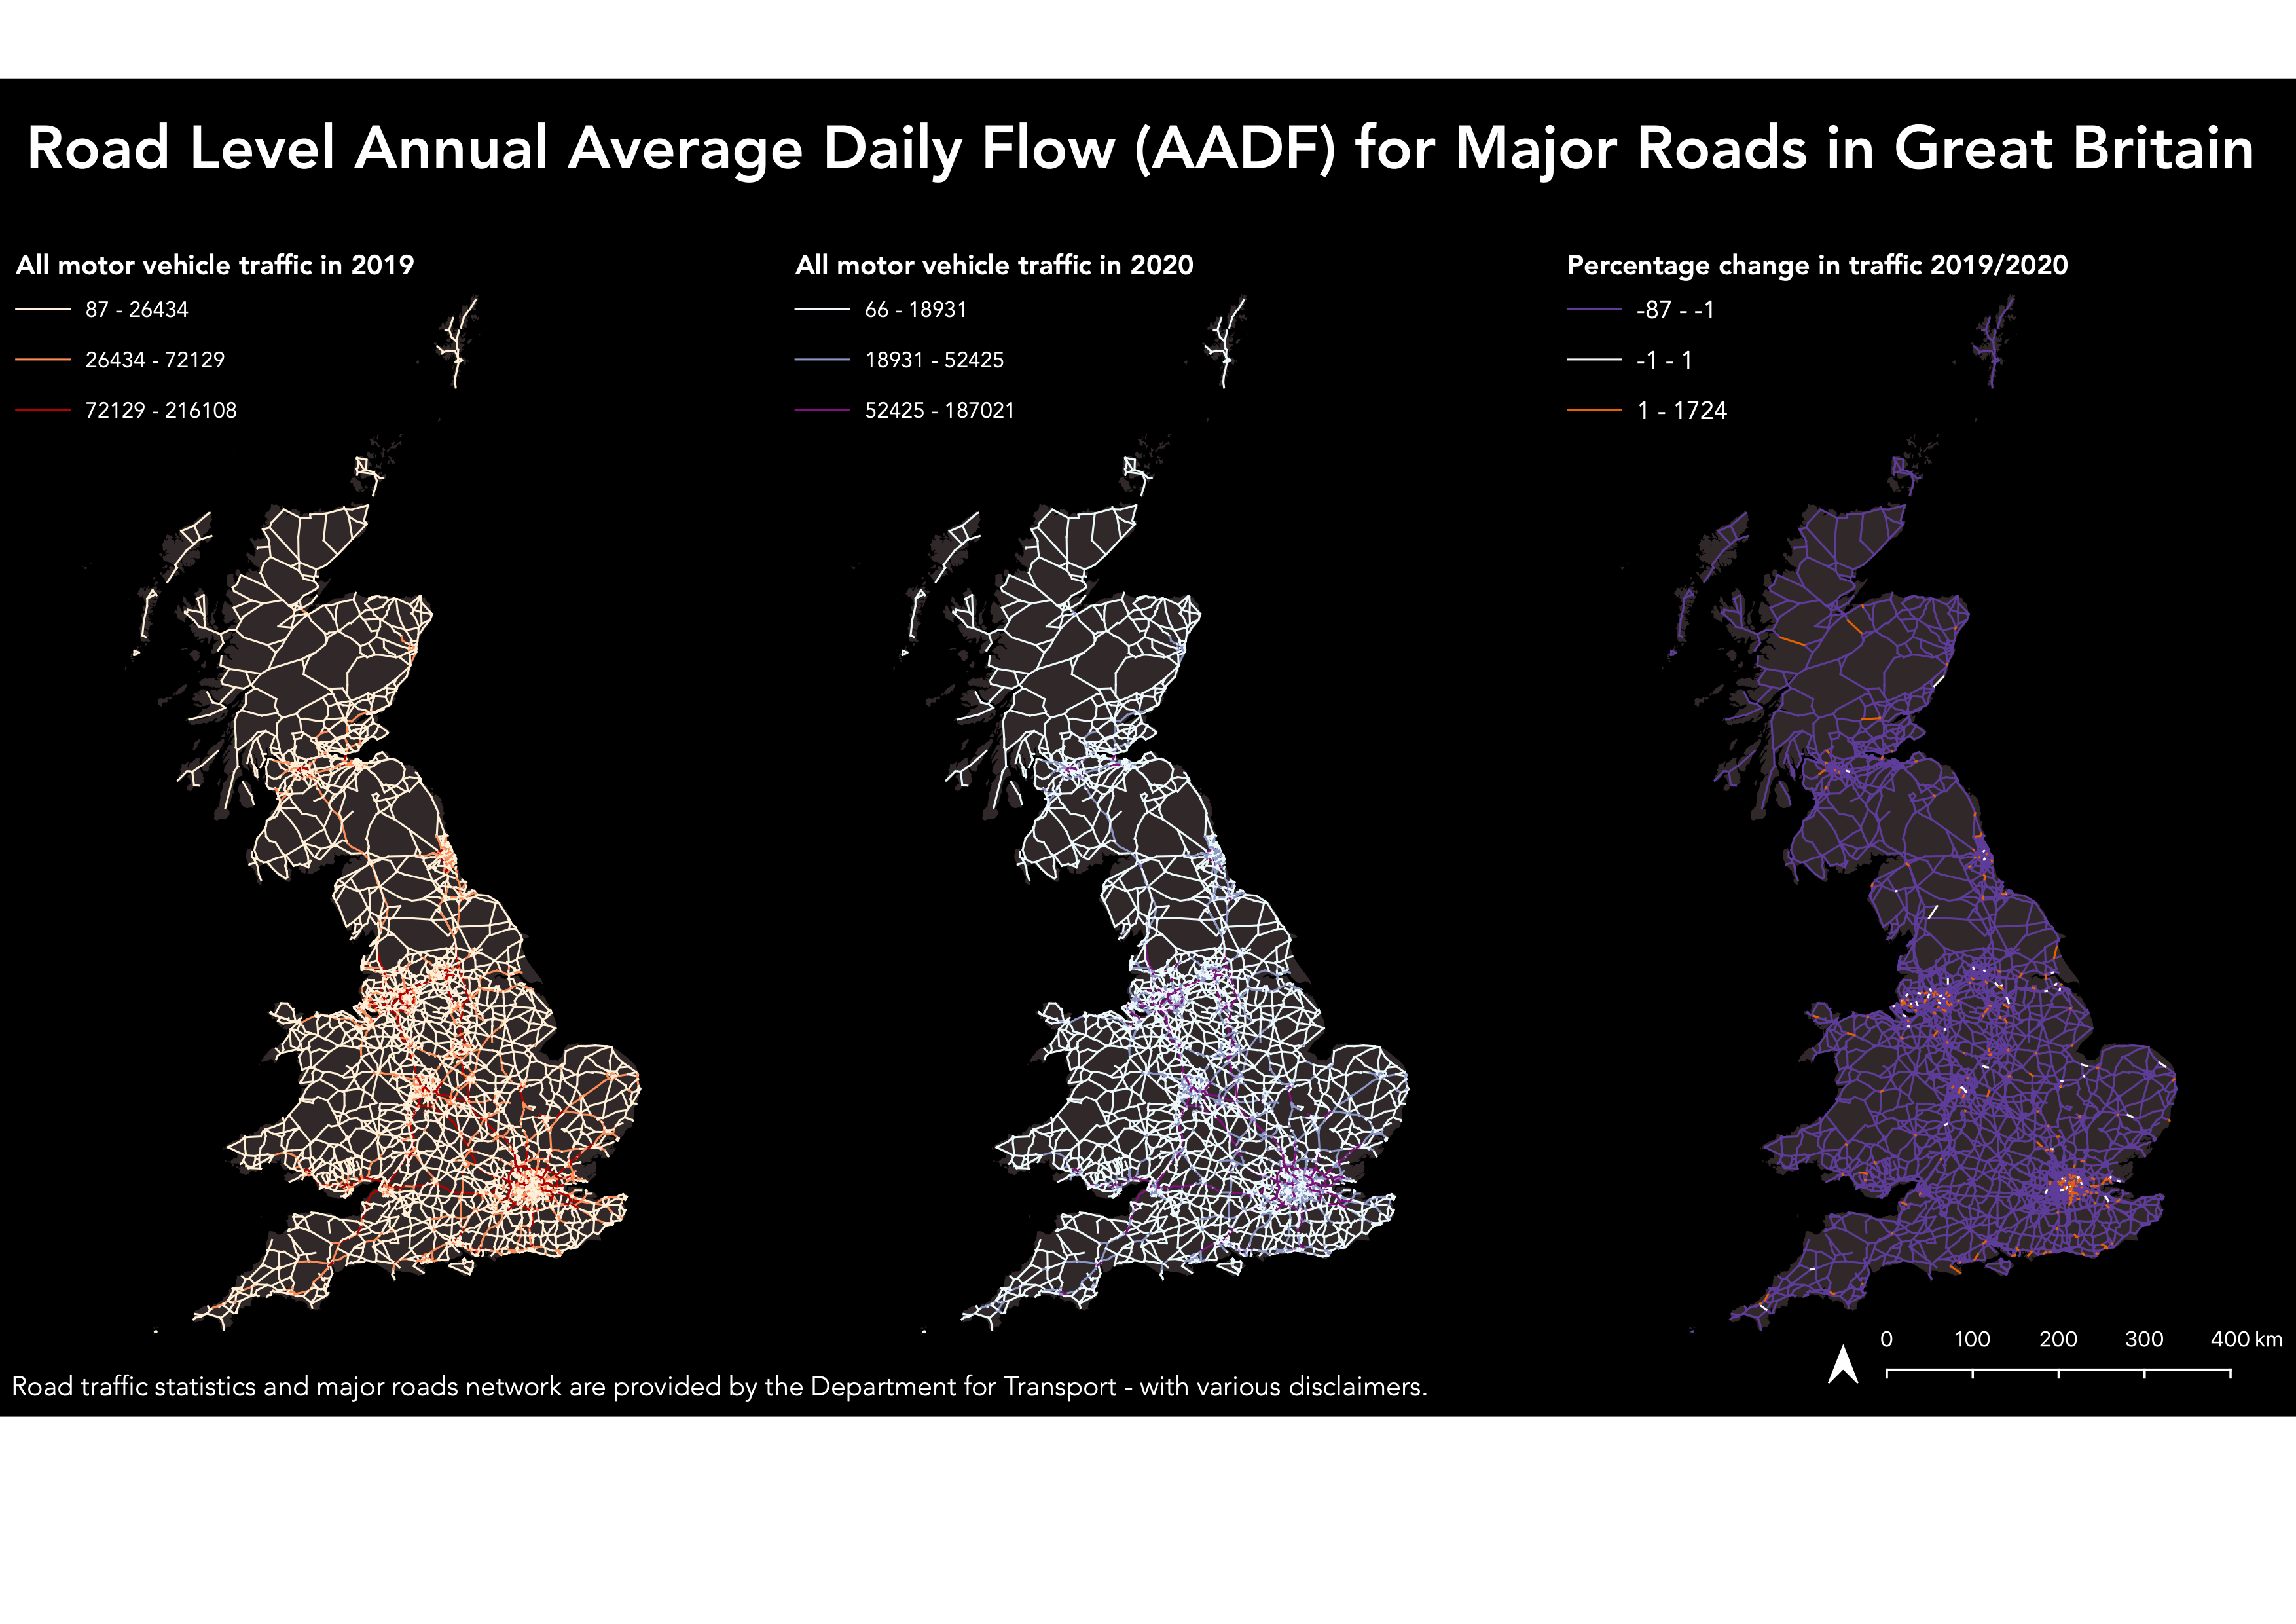 Road Level Annual Average Daily Flow (AADF) for Major Roads in Great Britain
All motor vehicle traffic in 2019
87 - 26434
26434 - 72129
72129 - 216108
All motor vehicle traffic in 2020
66 - 18931
18931 - 52425
52425 - 187021
Percentage change in traffic 2019/2020
-87 - -1
-1 - 1
1 - 1724
0 100 200 300 400 km
Road traffic statistics and major roads network are provided by the Department for Transport - with various disclaimers.